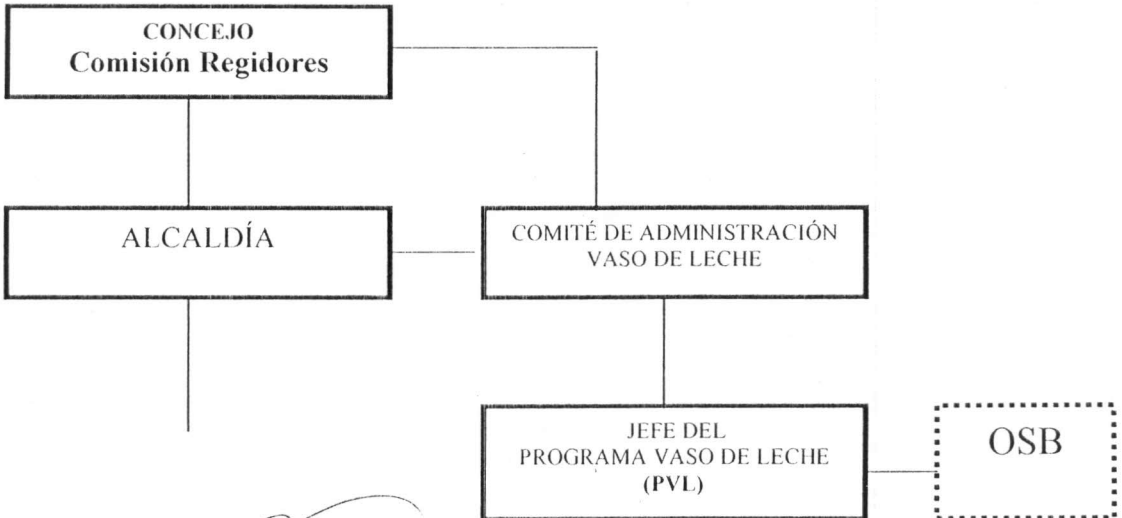 CONCEJO
Comisión Regidores
ALCALDÍA
COMITÉ DE ADMINISTRACIÓN
VASO DE LECHE
JEFE DEL
PROGRAMA VASO DE LECHE
(PVL)
OSB